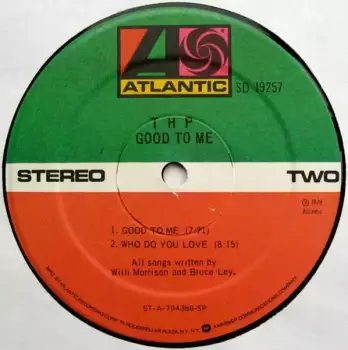 ATLANTIC
SD 19257
T H P
GOOD TO ME
STEREO
TWO
1. GOOD TO ME (7:21)
2. WHO DO YOU LOVE (8:15)
All songs written by
Willi Morrison and Bruce Ley.
ST-A-794386-SP